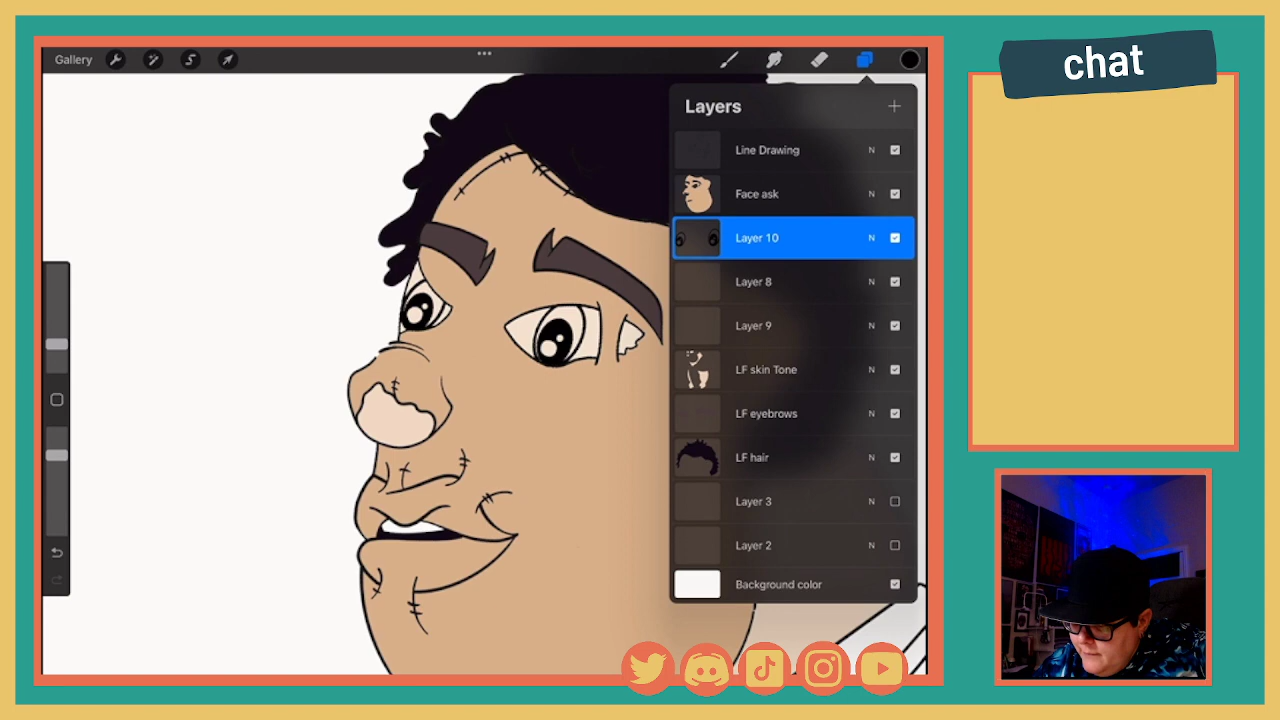 Gallery
chat
Layers
Line Drawing N
Face ask N
Layer 10 N
Layer 8 N
Layer 9 N
LF skin Tone N
LF eyebrows N
LF hair N
Layer 3 N
Layer 2 N
Background color